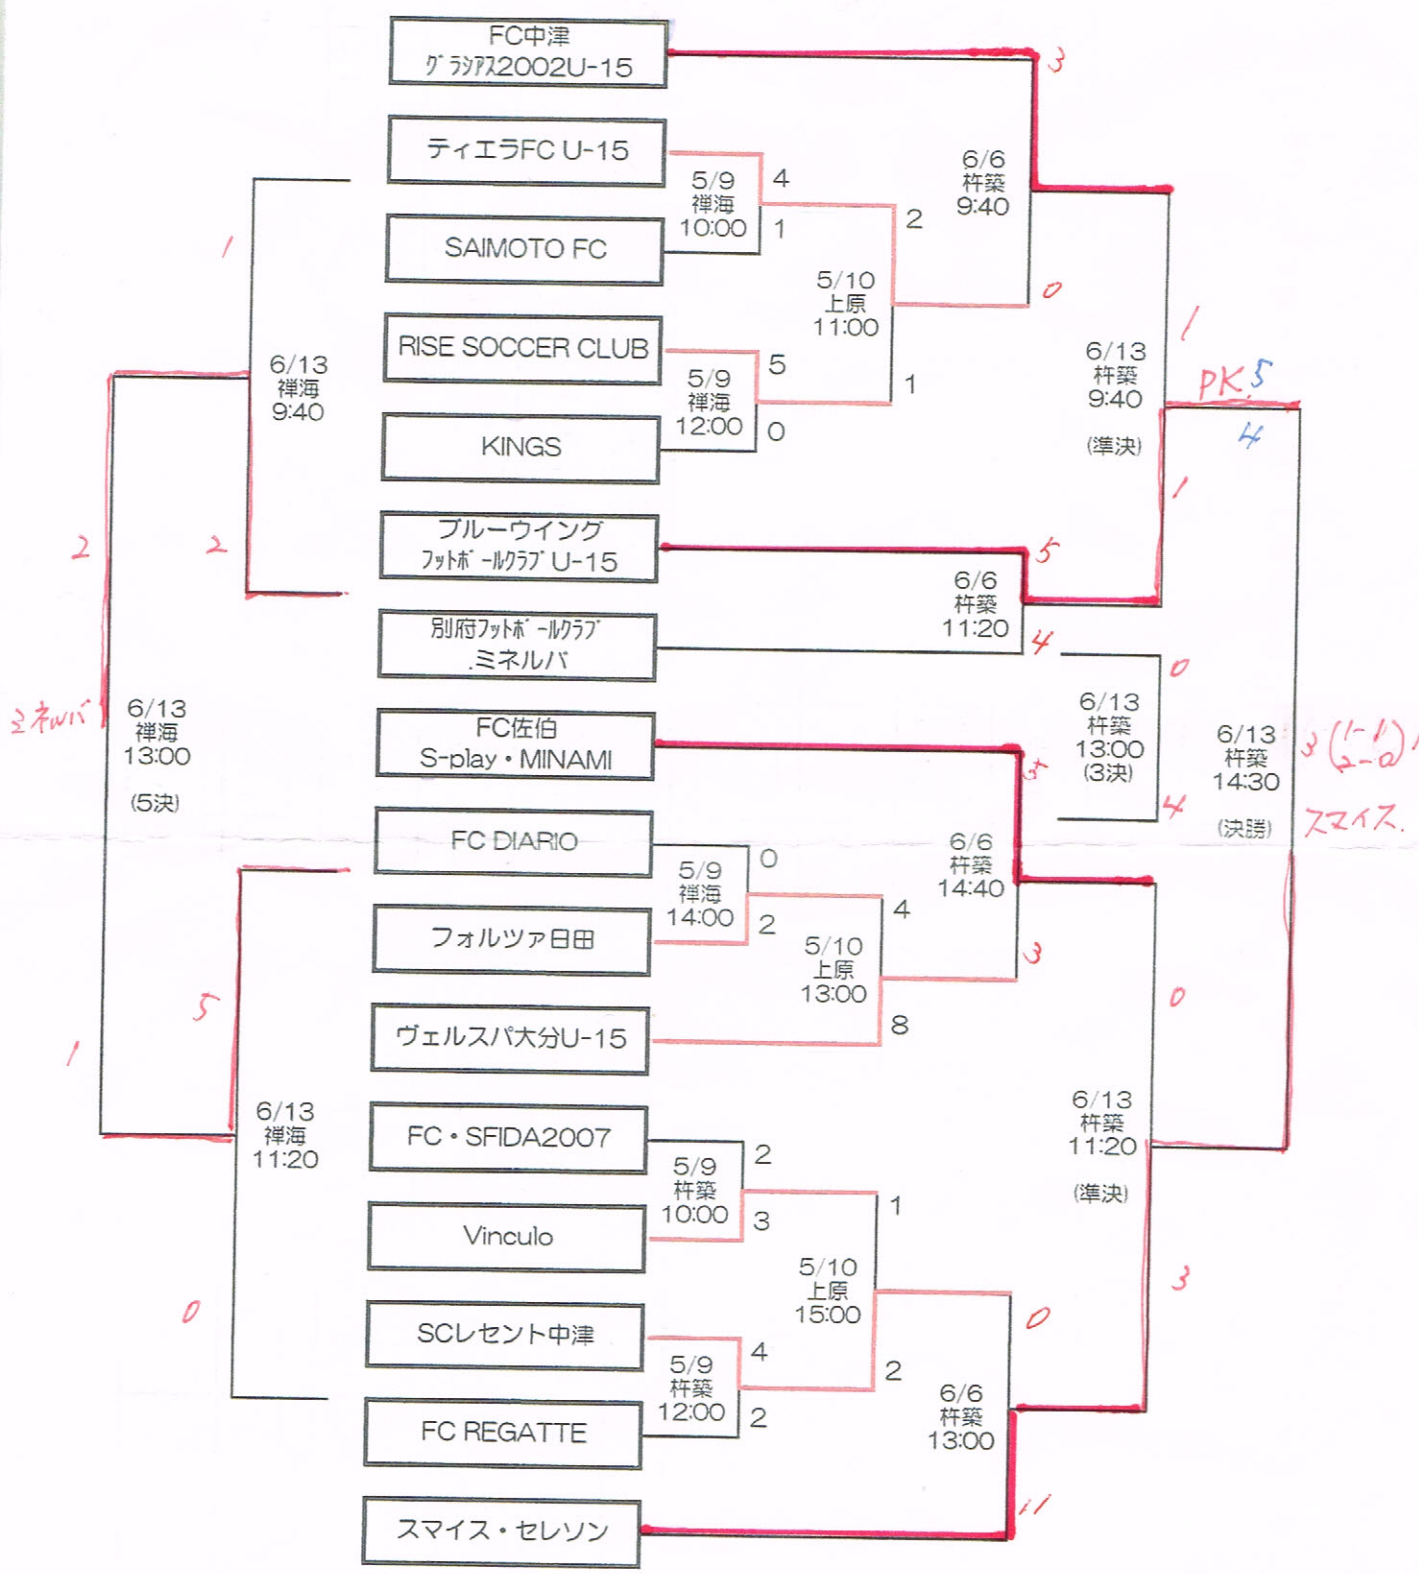 FC中津
グラシアス2002U-15
3
ティエラFC U-15
5/9
禅海
10:00
4
1
SAIMOTO FC
2
6/6
杵築
9:40
0
5/10
上原
11:00
1
RISE SOCCER CLUB
5
5/9
禅海
12:00
0
KINGS
1
6/13
禅海
9:40
2
2
1
6/13
杵築
9:40
(準決)
PK.5
4
1
ブルーウイング
フットボールクラブ U-15
5
6/6
杵築
11:20
4
別府フットボールクラブ
.ミネルバ
0
6/13
杵築
13:00
(3決)
4
ミネルバ
6/13
禅海
13:00
(5決)
FC佐伯
S-play・MINAMI
6/13
杵築
14:30
(決勝)
3(1-1
2-0)1
スマイス.
FC DIARIO
0
5/9
禅海
14:00
2
フォルツァ日田
4
6/6
杵築
14:40
3
5/10
上原
13:00
8
ヴェルスパ大分U-15
5
1
6/13
禅海
11:20
0
0
6/13
杵築
11:20
(準決)
3
FC・SFIDA2007
2
5/9
杵築
10:00
3
Vinculo
1
5/10
上原
15:00
2
SCレセント中津
4
5/9
杵築
12:00
2
FC REGATTE
0
6/6
杵築
13:00
11
スマイス・セレソン